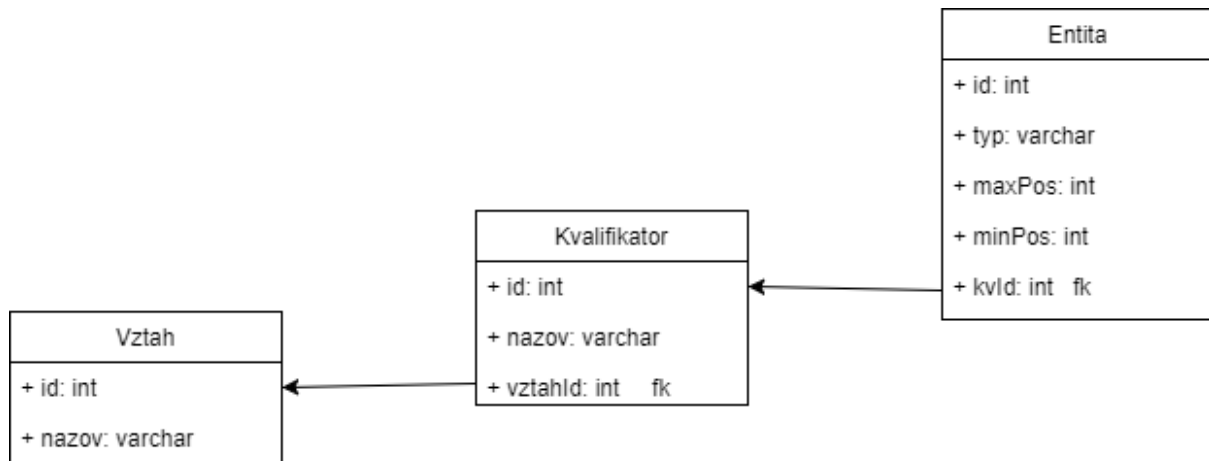 Entita
+ id: int
+ typ: varchar
+ maxPos: int
+ minPos: int
+ kvId: int fk
Kvalifikator
+ id: int
+ nazov: varchar
+ vztahId: int fk
Vztah
+ id: int
+ nazov: varchar